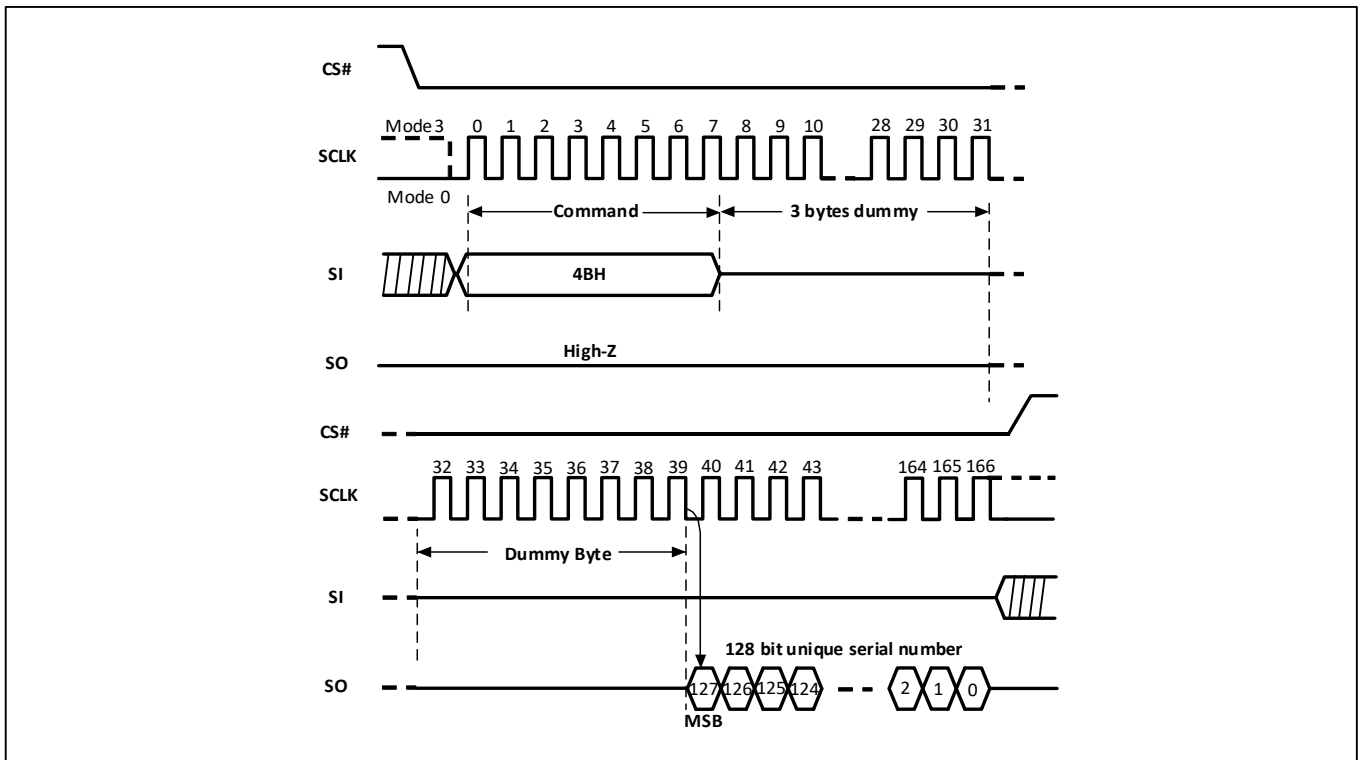 CS#
Mode 3 0 1 2 3 4 5 6 7 8 9 10 28 29 30 31
SCLK
Mode 0
Command 3 bytes dummy
SI 4BH
High-Z
SO
CS#
32 33 34 35 36 37 38 39 40 41 42 43 164 165 166
SCLK
Dummy Byte
SI
128 bit unique serial number
SO 127 126 125 124 2 1 0
MSB